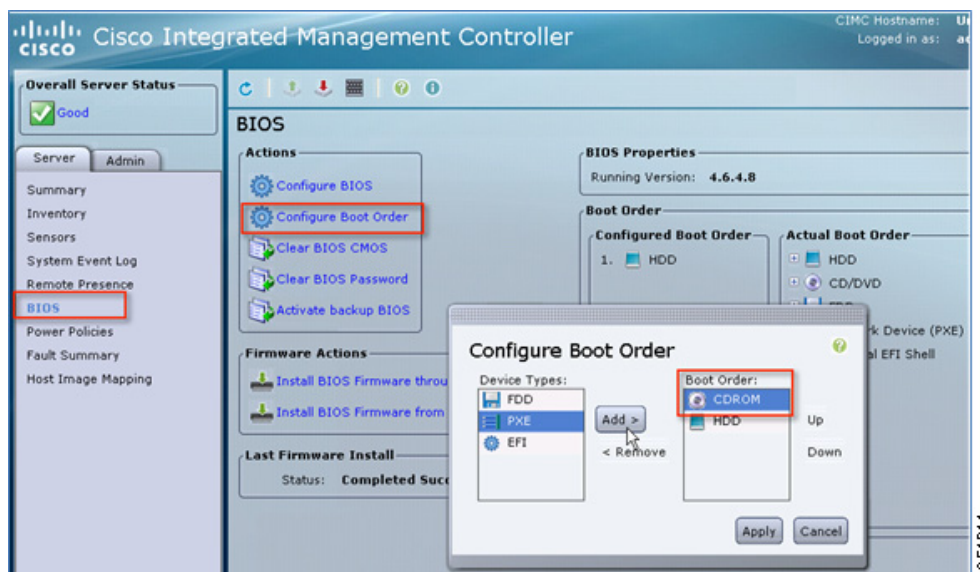 CISCO Cisco Integrated Management Controller
CIMC Hostname:
Logged in as:
Overall Server Status
Good
Server Admin
Summary
Inventory
Sensors
System Event Log
Remote Presence
BIOS
Power Policies
Fault Summary
Host Image Mapping
BIOS
Actions
Configure BIOS
Configure Boot Order
Clear BIOS CMOS
Clear BIOS Password
Activate backup BIOS
Firmware Actions
Install BIOS Firmware throu
Install BIOS Firmware from
Last Firmware Install
Status: Completed Succ
BIOS Properties
Running Version: 4.6.4.8
Boot Order
Configured Boot Order
1. HDD
Actual Boot Order
HDD
CD/DVD
rk Device (PXE)
al EFI Shell
Configure Boot Order
Device Types:
FDD
PXE
EFI
Add >
< Remove
Boot Order:
CDROM
HDD
Up
Down
Apply
Cancel